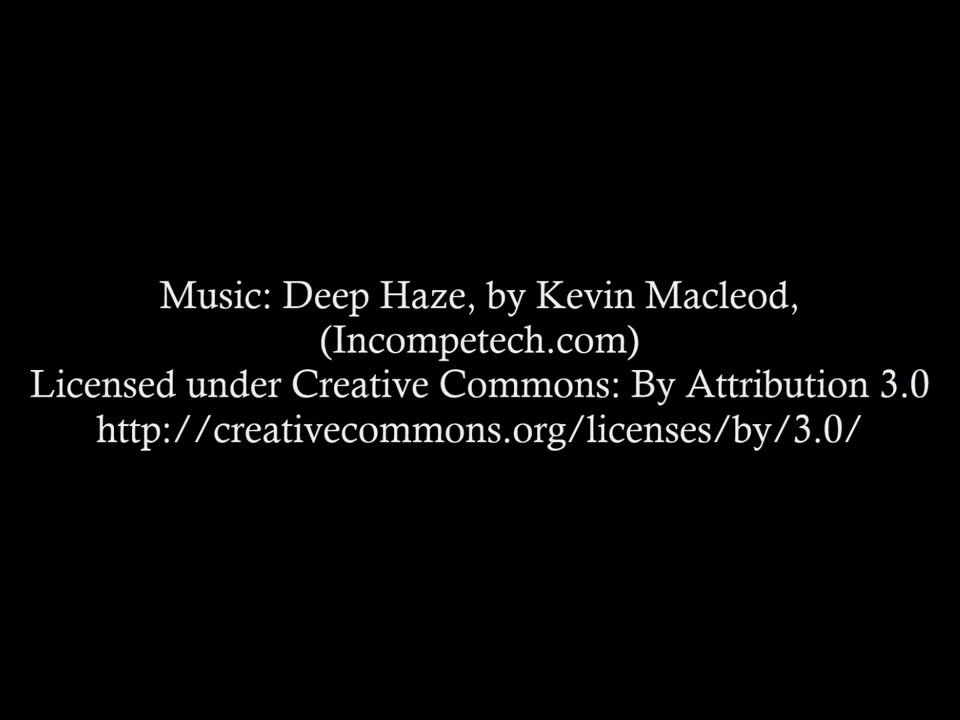 Music: Deep Haze, by Kevin Macleod,
(Incompetech.com)
Licensed under Creative Commons: By Attribution 3.0
http://creativecommons.org/licenses/by/3.0/